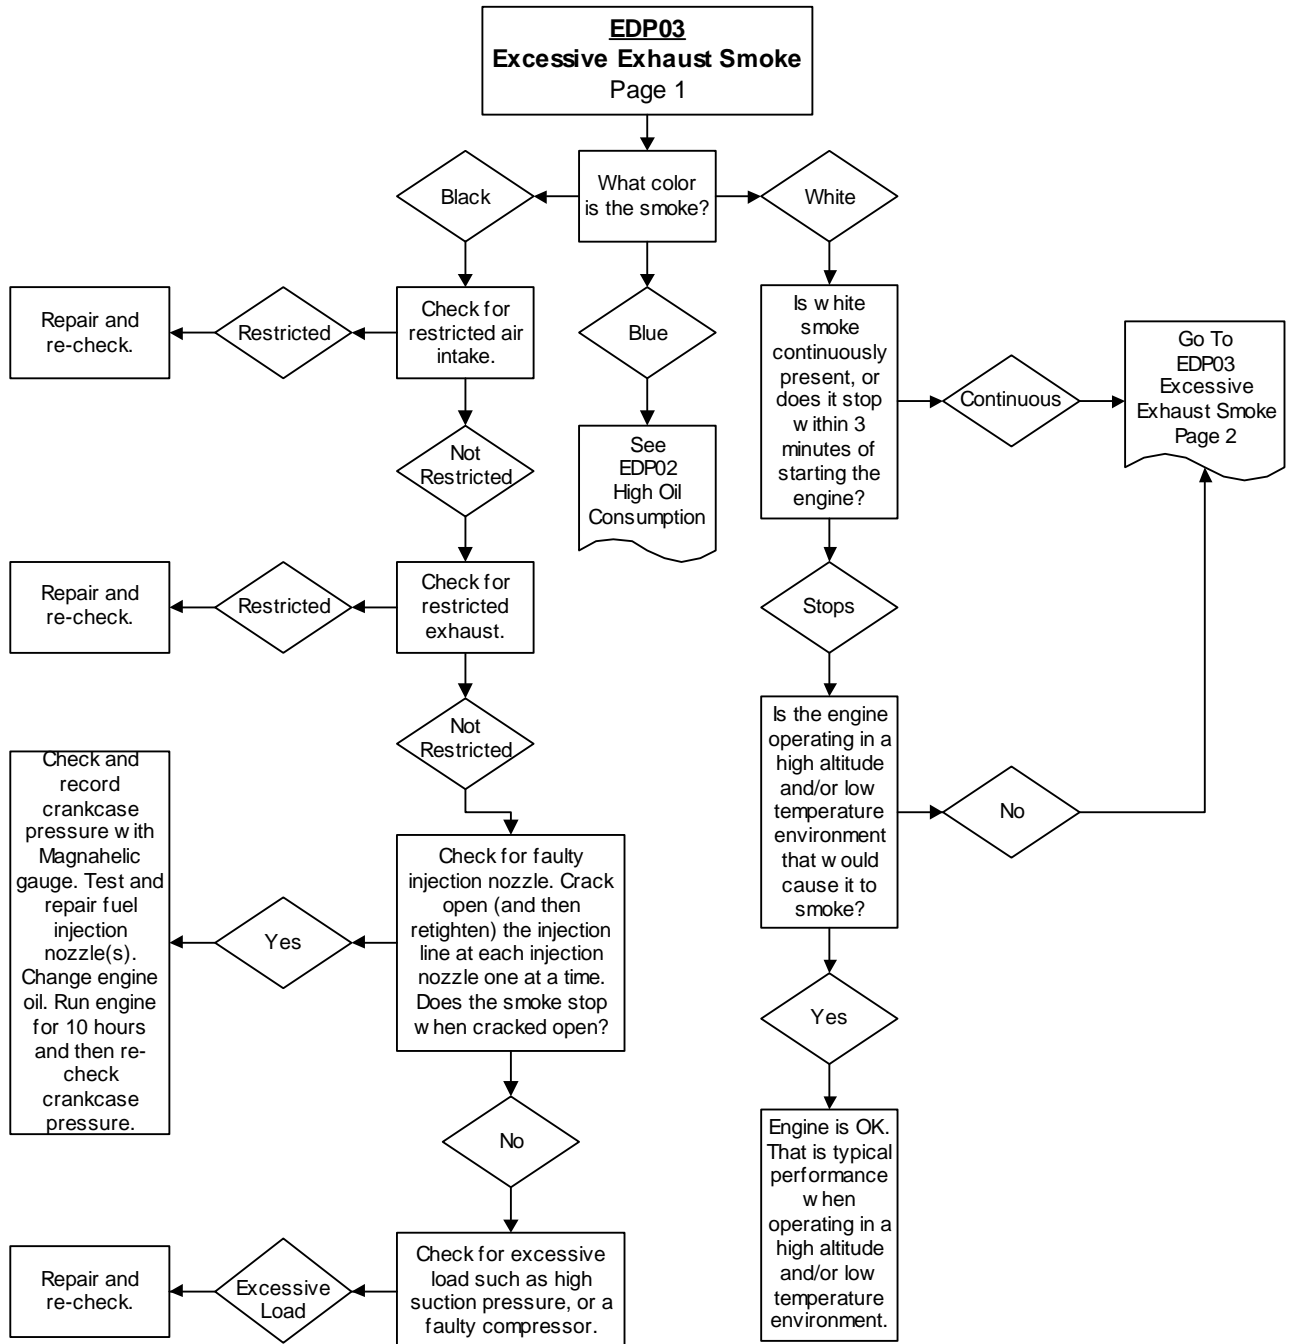 EDP03
Excessive Exhaust Smoke
Page 1
Black
What color
is the smoke?
White
Repair and
re-check.
Restricted
Check for
restricted air
intake.
Blue
Is white
smoke
continuously
present, or
does it stop
within 3
minutes of
starting the
engine?
Continuous
Go To
EDP03
Excessive
Exhaust Smoke
Page 2
Not
Restricted
See
EDP02
High Oil
Consumption
Repair and
re-check.
Restricted
Check for
restricted
exhaust.
Stops
Not
Restricted
Is the engine
operating in a
high altitude
and/or low
temperature
environment
that would
cause it to
smoke?
No
Check and
record
crankcase
pressure with
Magnahelic
gauge. Test and
repair fuel
injection
nozzle(s).
Change engine
oil. Run engine
for 10 hours
and then re-
check
crankcase
pressure.
Yes
Check for faulty
injection nozzle. Crack
open (and then
retighten) the injection
line at each injection
nozzle one at a time.
Does the smoke stop
when cracked open?
Yes
No
Engine is OK.
That is typical
performance
when
operating in a
high altitude
and/or low
temperature
environment.
Repair and
re-check.
Excessive
Load
Check for excessive
load such as high
suction pressure, or a
faulty compressor.